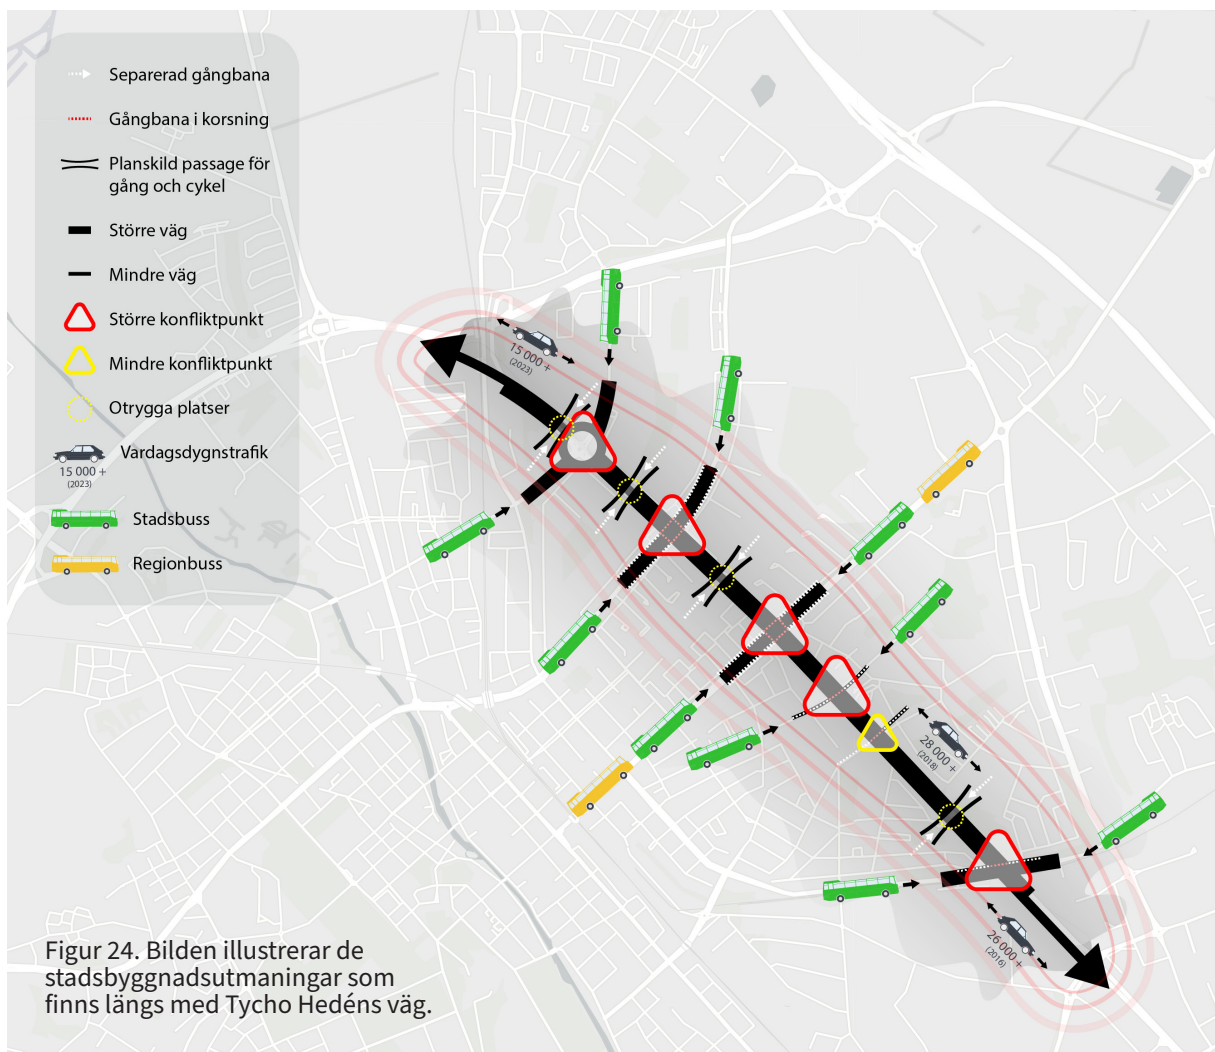 Separerad gångbana
Gångbana i korsning
Planskild passage för
gång och cykel
Större väg
Mindre väg
Större konfliktpunkt
Mindre konfliktpunkt
Otrygga platser
Vardagsdygnstrafik
15 000 +
(2023)
Stadsbuss
Regionbuss
15 000 +
(2023)
28 000 +
(2018)
26 000 +
(2016)
Figur 24. Bilden illustrerar de
stadsbyggnadsutmaningar som
finns längs med Tycho Hedéns väg.